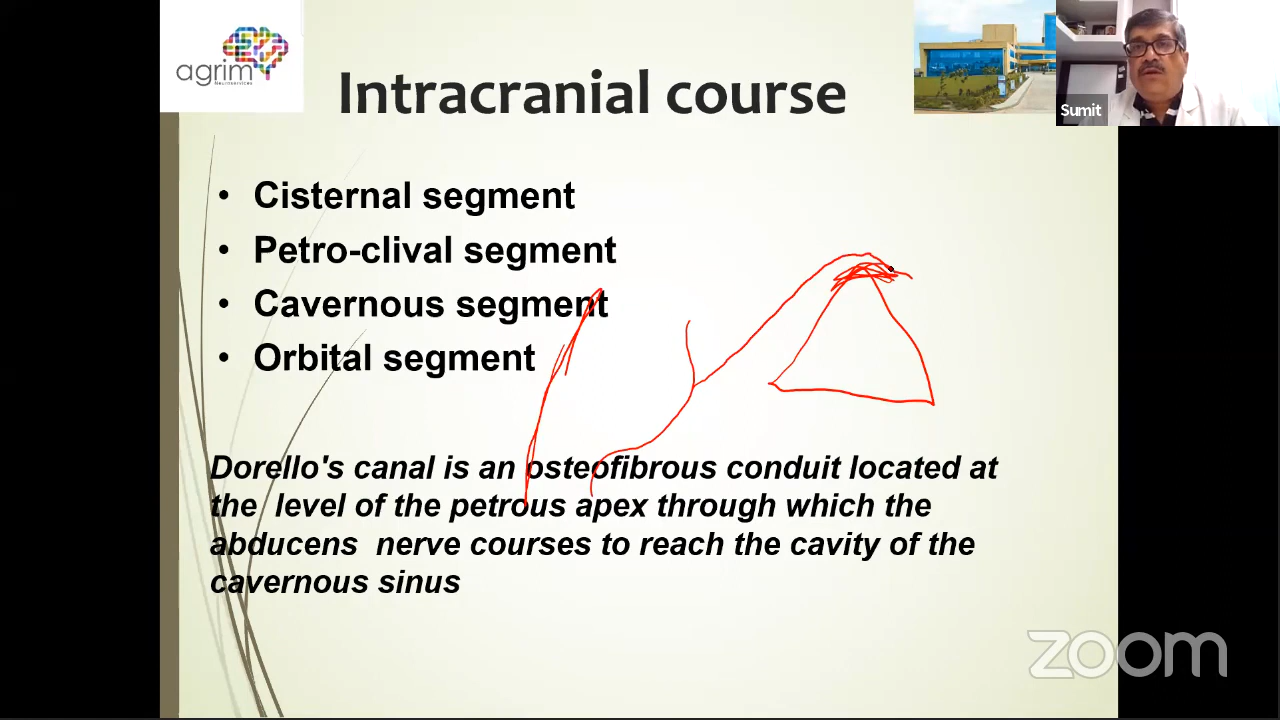 agrim
Neuroservices
Intracranial course
Sumit
• Cisternal segment
• Petro-clival segment
• Cavernous segment
• Orbital segment
Dorello's canal is an osteofibrous conduit located at
the level of the petrous apex through which the
abducens nerve courses to reach the cavity of the
cavernous sinus
zoom